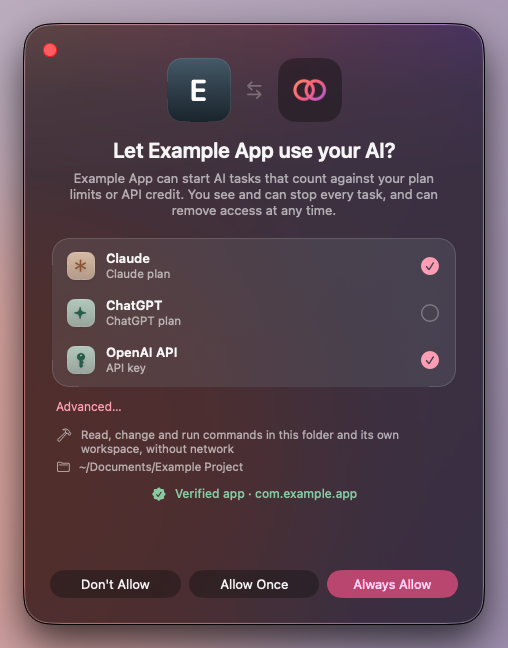 E
Let Example App use your AI?
Example App can start AI tasks that count against your plan
limits or API credit. You see and can stop every task, and can
remove access at any time.
Claude
Claude plan
ChatGPT
ChatGPT plan
OpenAI API
API key
Advanced...
Read, change and run commands in this folder and its own
workspace, without network
~/Documents/Example Project
Verified app · com.example.app
Don't Allow
Allow Once
Always Allow